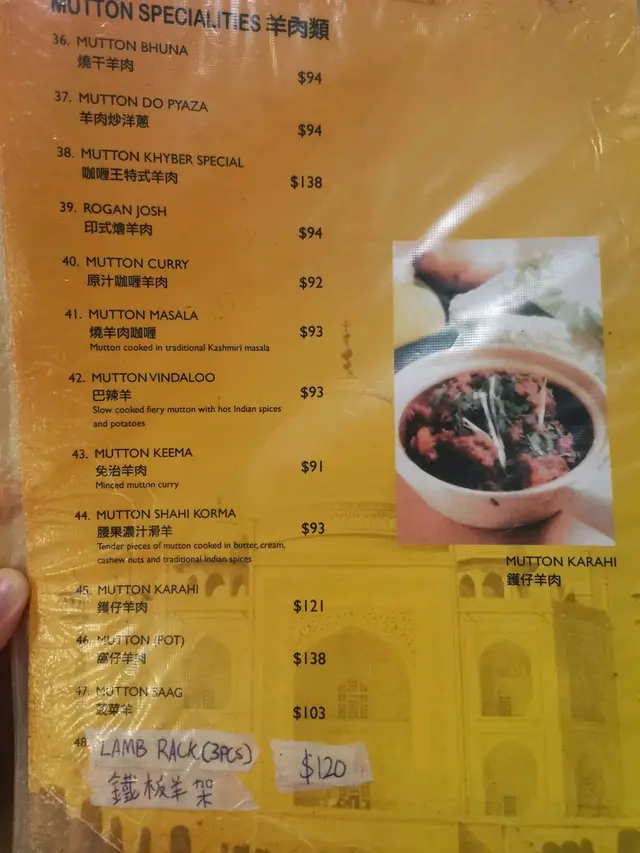 MUTTON SPECIALITIES 羊肉類
36. MUTTON BHUNA
燒干羊肉
$94
37. MUTTON DO PYAZA
羊肉炒洋蔥
$94
38. MUTTON KHYBER SPECIAL
咖喱王特式羊肉
$138
39. ROGAN JOSH
印式燴羊肉
$94
40. MUTTON CURRY
原汁咖喱羊肉
$92
41. MUTTON MASALA
燒羊肉咖喱
$93
Mutton cooked in traditional Kashmiri masala
42. MUTTON VINDALOO
巴辣羊
$93
Slow cooked fiery mutton with hot Indian spices
and potatoes
43. MUTTON KEEMA
免治羊肉
$91
Minced mutton curry
44. MUTTON SHAHI KORMA
腰果濃汁滑羊
$93
Tender pieces of mutton cooked in butter, cream,
cashew nuts and traditional Indian spices
MUTTON KARAHI
鑊仔羊肉
45. MUTTON KARAHI
鑊仔羊肉
$121
46. MUTTON (POT)
窩仔羊肉
$138
47. MUTTON SAAG
菠菜羊
$103
48. LAMB RACK (3PCS)
鐵板羊架
$120